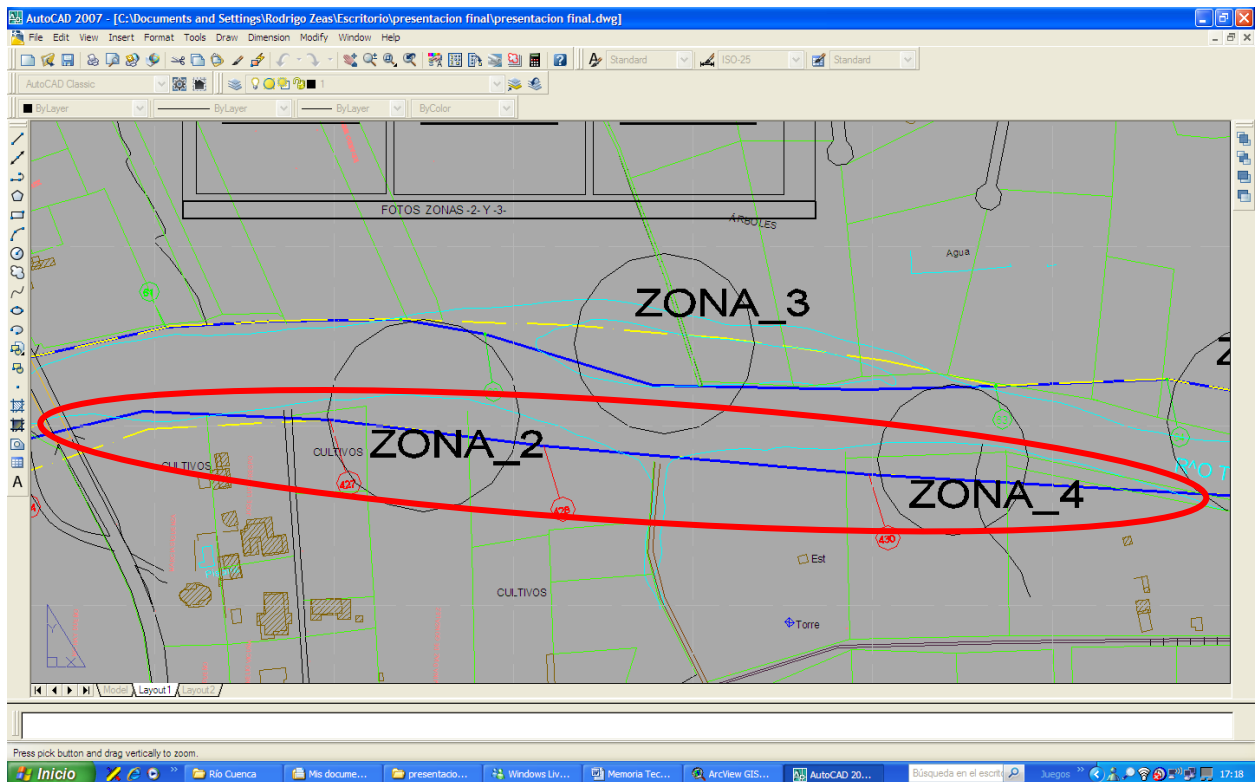 AutoCAD 2007 - [C:\Documents and Settings\Rodrigo Zeas\Escritorio\presentacion final\presentacion final.dwg]
File Edit View Insert Format Tools Draw Dimension Modify Window Help
Standard ISO-25 Standard
AutoCAD Classic 1
ByLayer ByLayer ByLayer ByColor
FOTOS ZONAS -2- Y -3-
ÁRBOLES
Agua
ZONA_3
ZONA_2
CULTIVOS
CULTIVOS
427
428
430
ZONA_4
Est
CULTIVOS
Torre
Y
X
Model Layout1 Layout2
Press pick button and drag vertically to zoom.
Inicio Río Cuenca Mis docume... presentacio... Windows Liv... Memoria Tec... ArcView GIS... AutoCAD 20... Búsqueda en el escrito Juegos 17:18